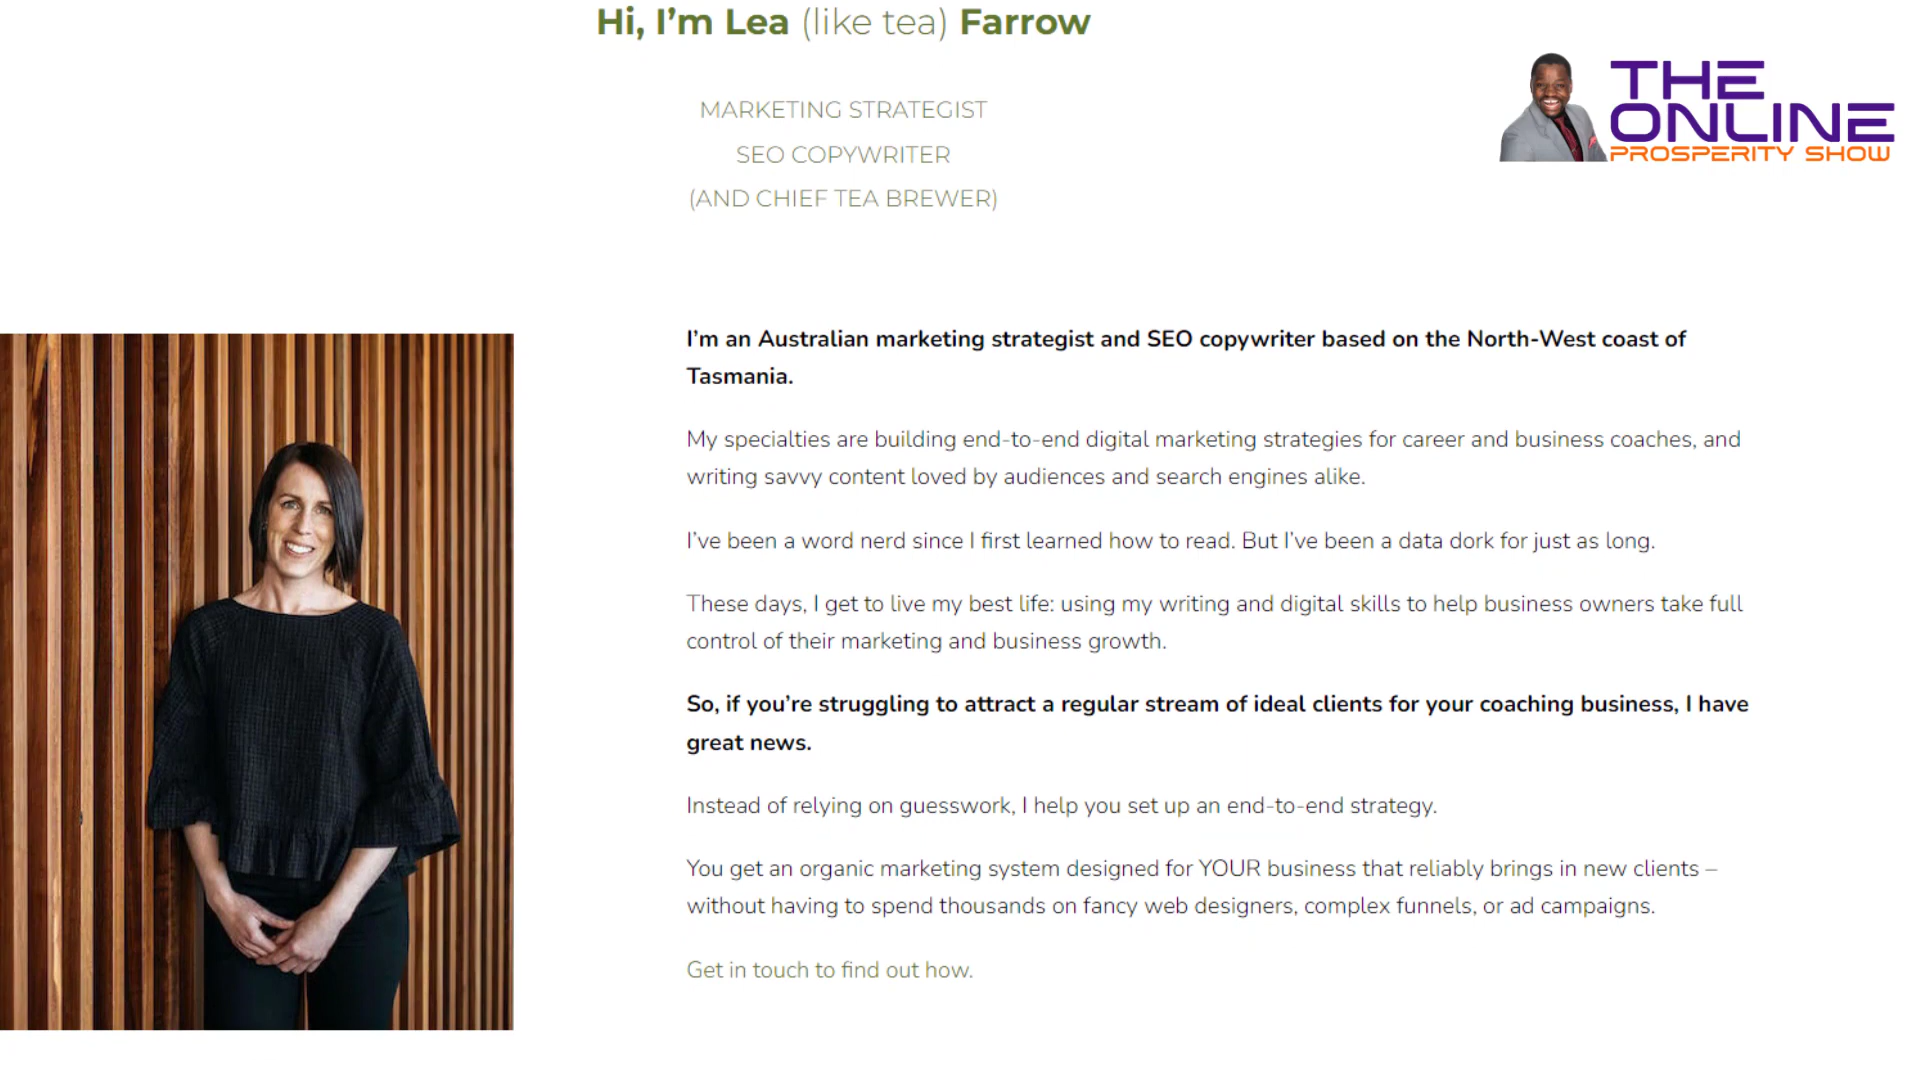 Hi, I’m Lea (like tea) Farrow
THE
ONLINE
PROSPERITY SHOW
MARKETING STRATEGIST
SEO COPYWRITER
(AND CHIEF TEA BREWER)
I’m an Australian marketing strategist and SEO copywriter based on the North-West coast of
Tasmania.
My specialties are building end-to-end digital marketing strategies for career and business coaches, and
writing savvy content loved by audiences and search engines alike.
I’ve been a word nerd since I first learned how to read. But I’ve been a data dork for just as long.
These days, I get to live my best life: using my writing and digital skills to help business owners take full
control of their marketing and business growth.
So, if you’re struggling to attract a regular stream of ideal clients for your coaching business, I have
great news.
Instead of relying on guesswork, I help you set up an end-to-end strategy.
You get an organic marketing system designed for YOUR business that reliably brings in new clients –
without having to spend thousands on fancy web designers, complex funnels, or ad campaigns.
Get in touch to find out how.